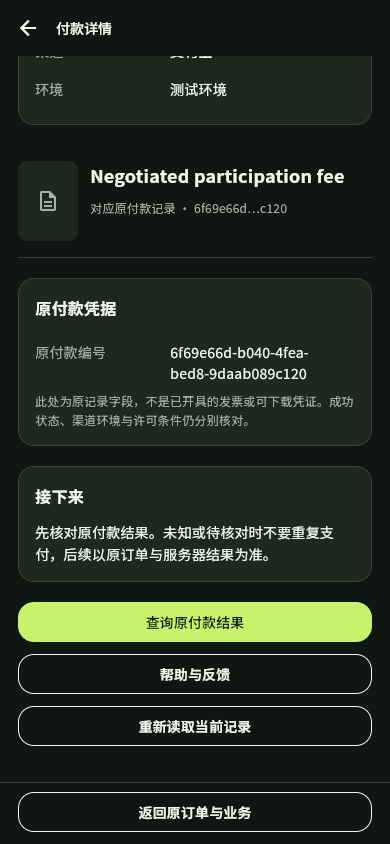 付款详情
环境
测试环境
Negotiated participation fee
对应原付款记录 · 6f69e66d…c120
原付款凭据
原付款编号
6f69e66d-b040-4fea-
bed8-9daab089c120
此处为原记录字段，不是已开具的发票或可下载凭证。成功
状态、渠道环境与许可条件仍分别核对。
接下来
先核对原付款结果。未知或待核对时不要重复支
付，后续以原订单与服务器结果为准。
查询原付款结果
帮助与反馈
重新读取当前记录
返回原订单与业务